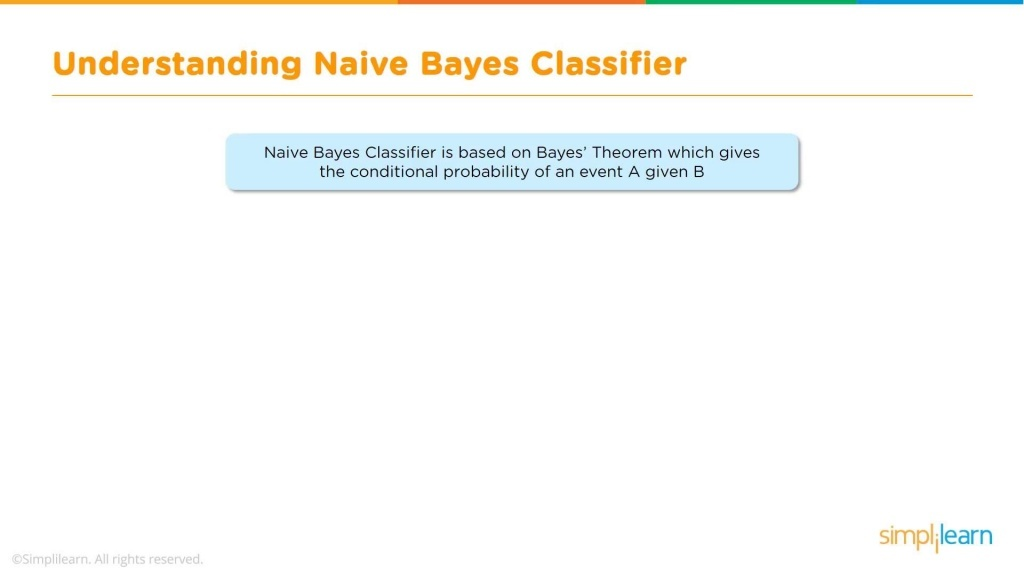 Understanding Naive Bayes Classifier
Naive Bayes Classifier is based on Bayes’ Theorem which gives
the conditional probability of an event A given B
simplilearn
©Simplilearn. All rights reserved.